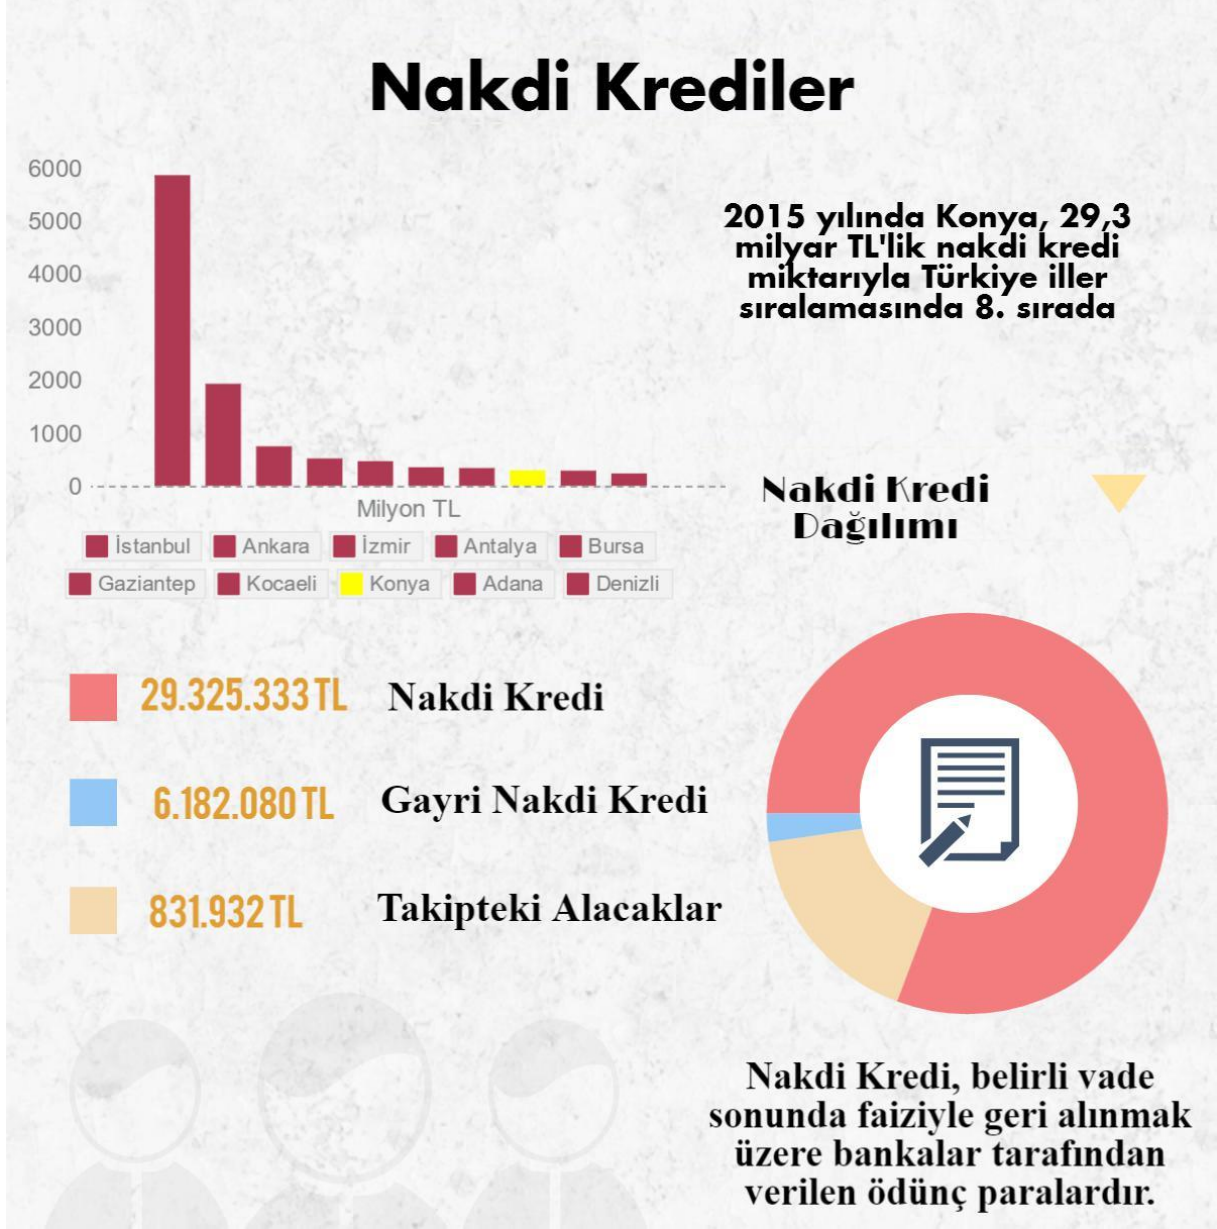 Nakdi Krediler
6000
5000
4000
3000
2000
1000
0
Milyon TL
İstanbul Ankara İzmir Antalya Bursa
Gaziantep Kocaeli Konya Adana Denizli
2015 yılında Konya, 29,3
milyar TL'lik nakdi kredi
miktarıyla Türkiye iller
sıralamasında 8. sırada
Nakdi Kredi
Dağılımı
29.325.333 TL Nakdi Kredi
6.182.080 TL Gayri Nakdi Kredi
831.932 TL Takipteki Alacaklar
Nakdi Kredi, belirli vade
sonunda faiziyle geri alınmak
üzere bankalar tarafından
verilen ödünç paralardır.